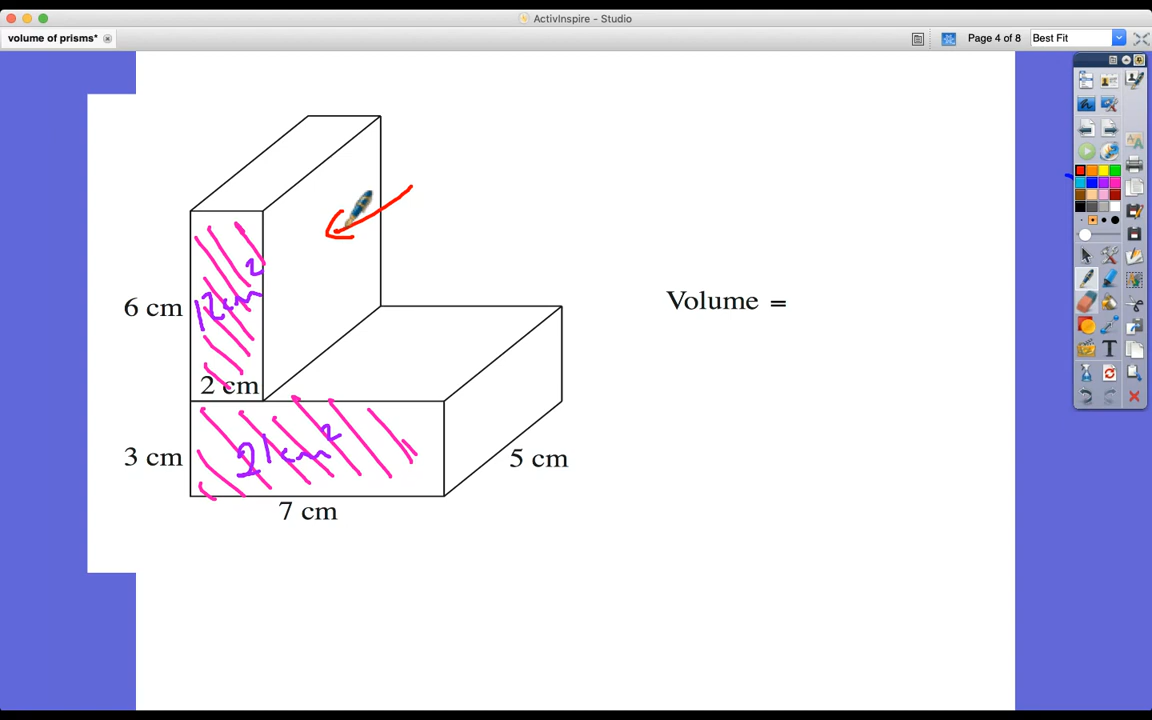 ActivInspire - Studio
volume of prisms*
Page 4 of 8
Best Fit
12cm²
6 cm
Volume =
2 cm
21cm²
3 cm
5 cm
7 cm